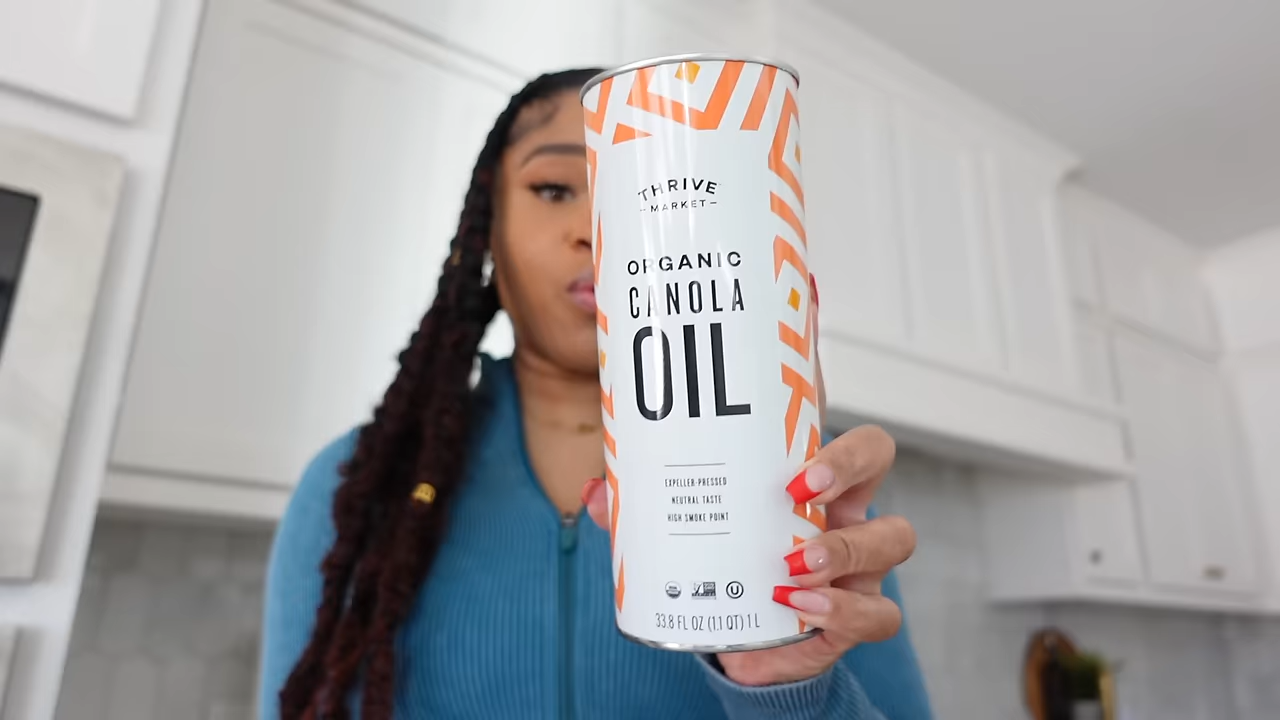 THRIVE
MARKET
ORGANIC
CANOLA
OIL
EXPELLER-PRESSED
NEUTRAL TASTE
HIGH SMOKE POINT
33.8 FL OZ (1.1 QT) 1 L